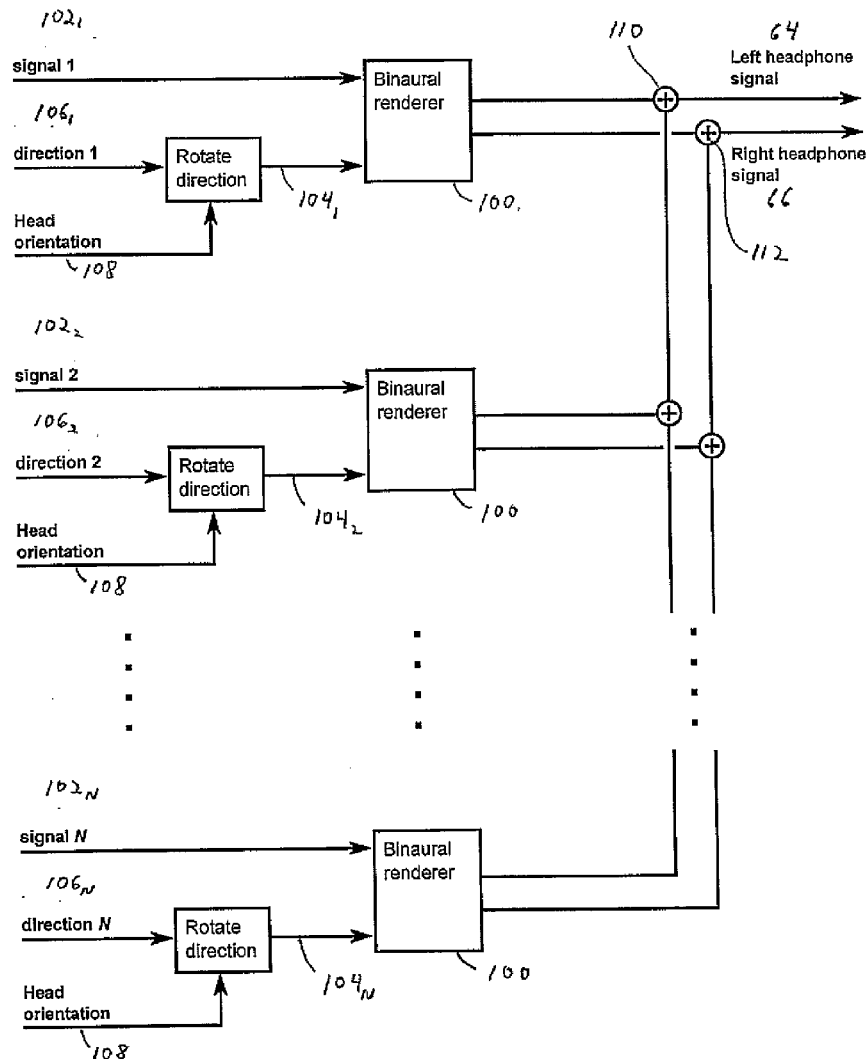 102₁
110
64
signal 1
Binaural
renderer
Left headphone
signal
106₁
direction 1
Rotate
direction
104₁
100₁
Right headphone
signal
66
112
Head
orientation
108
102₂
signal 2
Binaural
renderer
106₂
direction 2
Rotate
direction
104₂
100
Head
orientation
108
102N
signal N
Binaural
renderer
106N
direction N
Rotate
direction
104N
100
Head
orientation
108